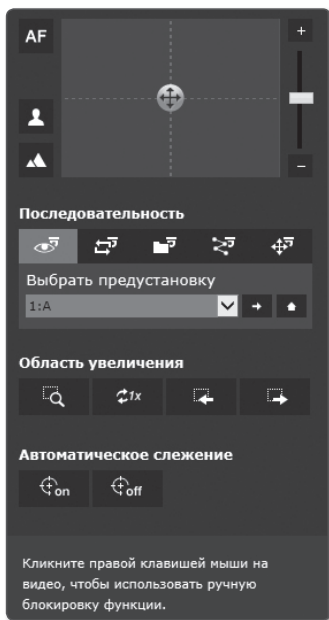 AF
+
–
Последовательность
Выбрать предустановку
1:A
Область увеличения
1x
Автоматическое слежение
on off
Кликните правой клавишей мыши на
видео, чтобы использовать ручную
блокировку функции.